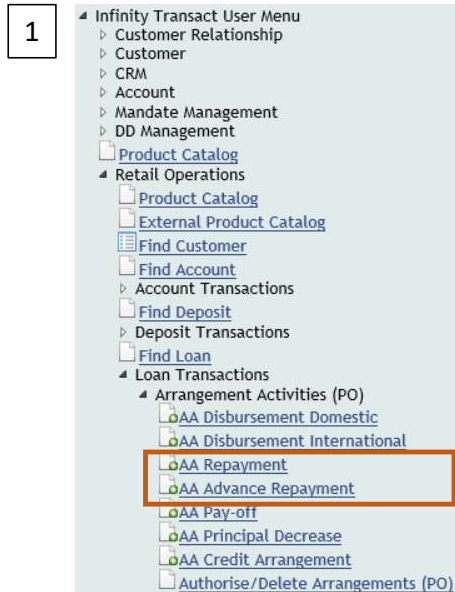 1
Infinity Transact User Menu
Customer Relationship
Customer
CRM
Account
Mandate Management
DD Management
Product Catalog
Retail Operations
Product Catalog
External Product Catalog
Find Customer
Find Account
Account Transactions
Find Deposit
Deposit Transactions
Find Loan
Loan Transactions
Arrangement Activities (PO)
AA Disbursement Domestic
AA Disbursement International
AA Repayment
AA Advance Repayment
AA Pay-off
AA Principal Decrease
AA Credit Arrangement
Authorise/Delete Arrangements (PO)